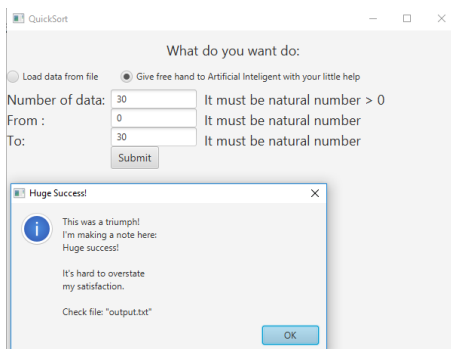 QuickSort
What do you want do:
Load data from file Give free hand to Artificial Inteligent with your little help
Number of data: 30 It must be natural number > 0
From : 0 It must be natural number
To: 30 It must be natural number
Submit
Huge Success!
This was a triumph!
I'm making a note here:
Huge success!
It's hard to overstate
my satisfaction.
Check file: "output.txt"
OK